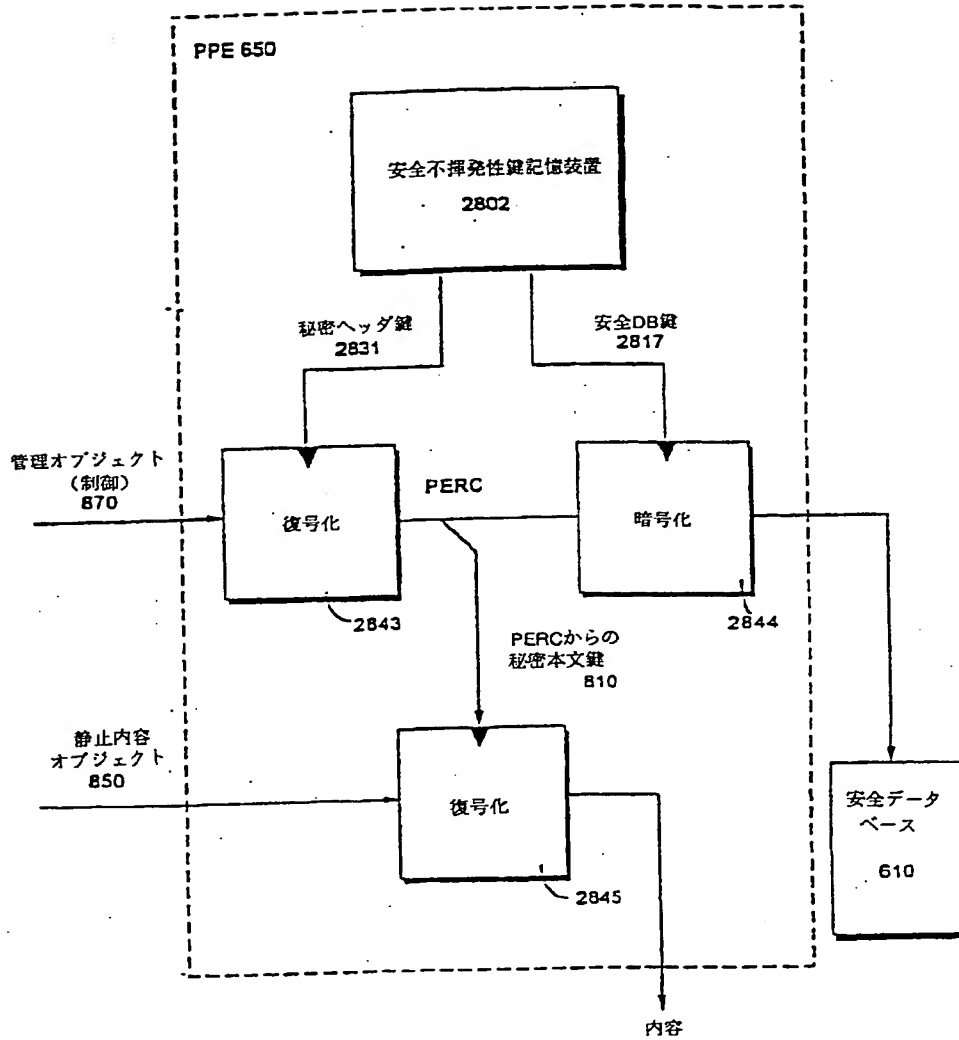 PPE 650
安全不揮発性鍵記憶装置
2802
秘密ヘッダ鍵
2831
安全DB鍵
2817
管理オブジェクト
(制御)
870
復号化
2843
PERC
暗号化
2844
PERCからの
秘密本文鍵
810
静止内容
オブジェクト
850
復号化
2845
安全データ
ベース
610
内容